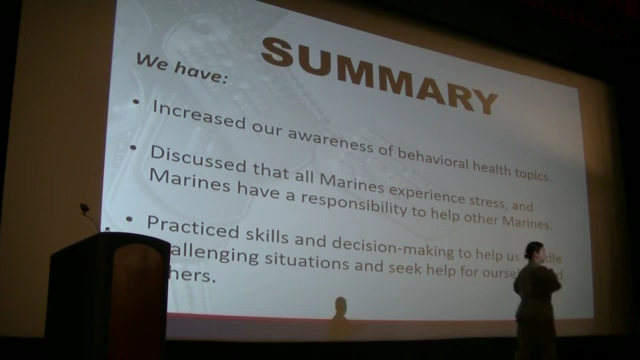 SUMMARY
We have:
• Increased our awareness of behavioral health topics.
• Discussed that all Marines experience stress, and
Marines have a responsibility to help other Marines.
• Practiced skills and decision-making to help us
situations and seek help for